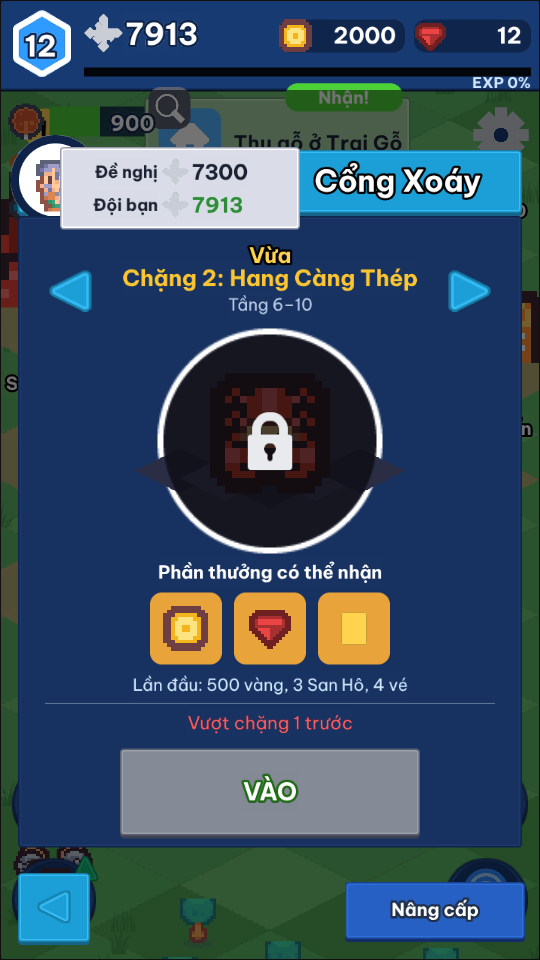 12
7913
2000
12
EXP 0%
900
Nhận!
Thu gỗ ở Trại Gỗ
Đề nghị 7300
Đội bạn 7913
Cổng Xoáy
Vừa
Chặng 2: Hang Càng Thép
Tầng 6–10
Phần thưởng có thể nhận
Lần đầu: 500 vàng, 3 San Hô, 4 vé
Vượt chặng 1 trước
VÀO
Nâng cấp